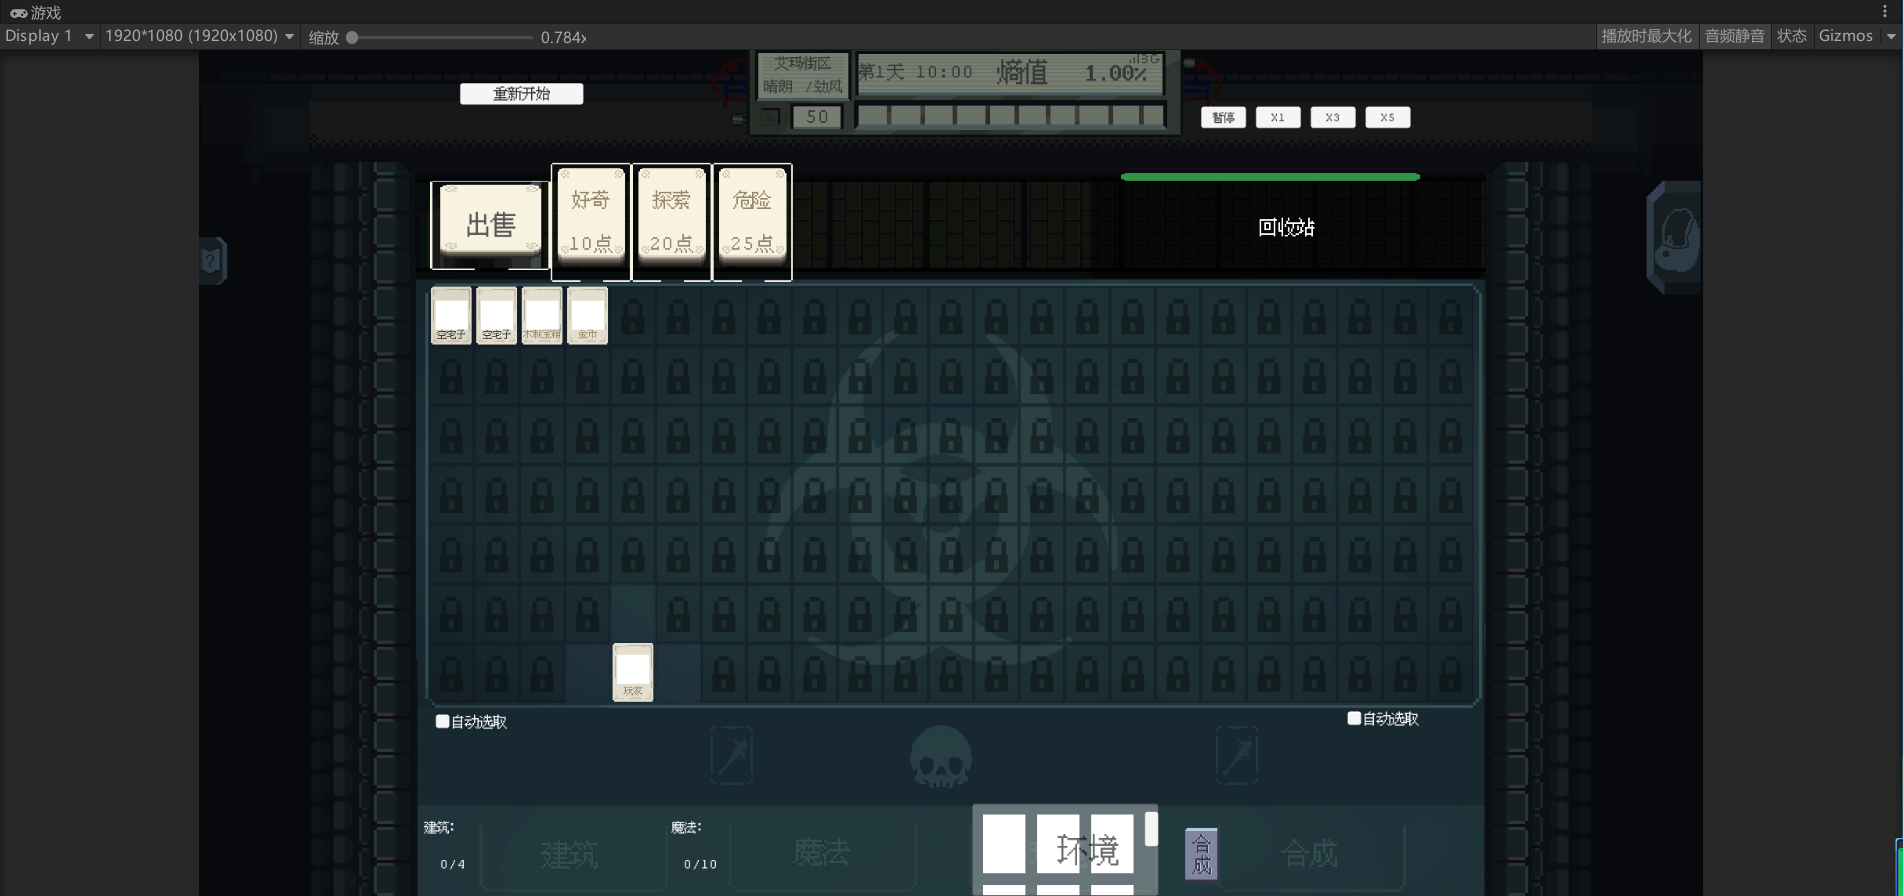 游戏
Display 1
1920*1080 (1920x1080)
缩放
0.784x
播放时最大化
音频静音
状态
Gizmos
艾玛街区
晴朗 /劲风
50
第1天 10:00
熵值
1.00%
3G
重新开始
暂停
X1
X3
X5
出售
好奇
10点
探索
20点
危险
25点
回收站
空宅子
空宅子
木制宝箱
金币
玩家
自动选取
自动选取
建筑:
0/4
建筑
魔法:
0/10
魔法
环境
合成
合成